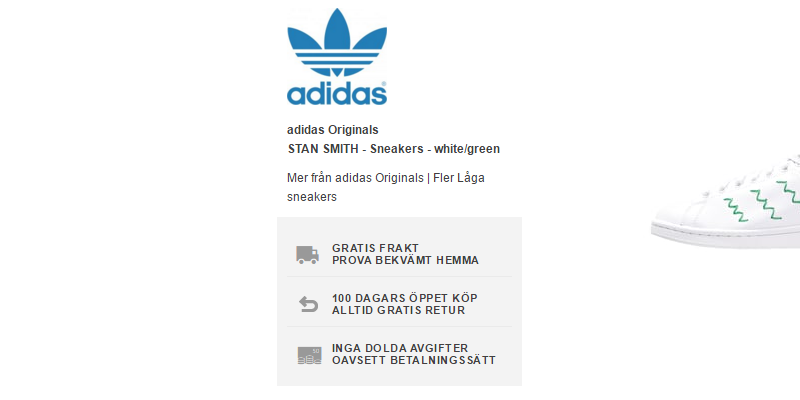 adidas
adidas Originals
STAN SMITH - Sneakers - white/green
Mer från adidas Originals | Fler Låga
sneakers
GRATIS FRAKT
PROVA BEKVÄMT HEMMA
100 DAGARS ÖPPET KÖP
ALLTID GRATIS RETUR
50
INGA DOLDA AVGIFTER
OAVSETT BETALNINGSSÄTT